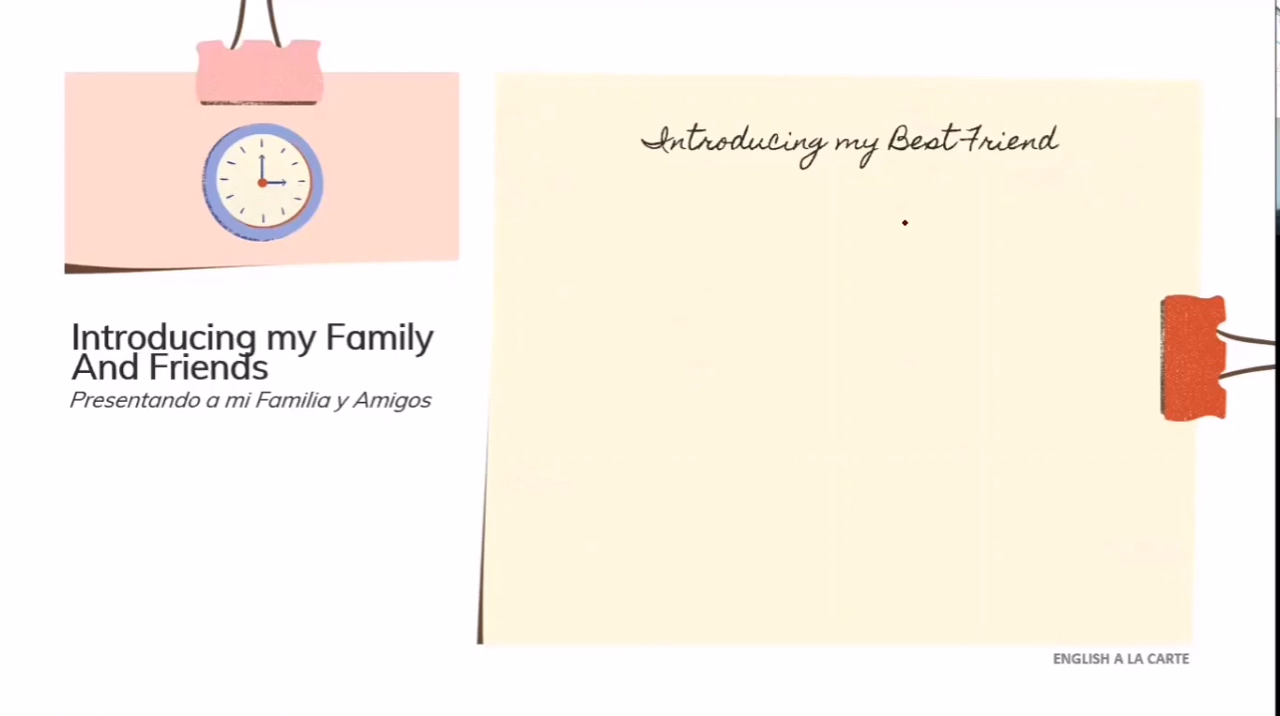 Introducing my Best Friend
Introducing my Family
And Friends
Presentando a mi Familia y Amigos
ENGLISH A LA CARTE